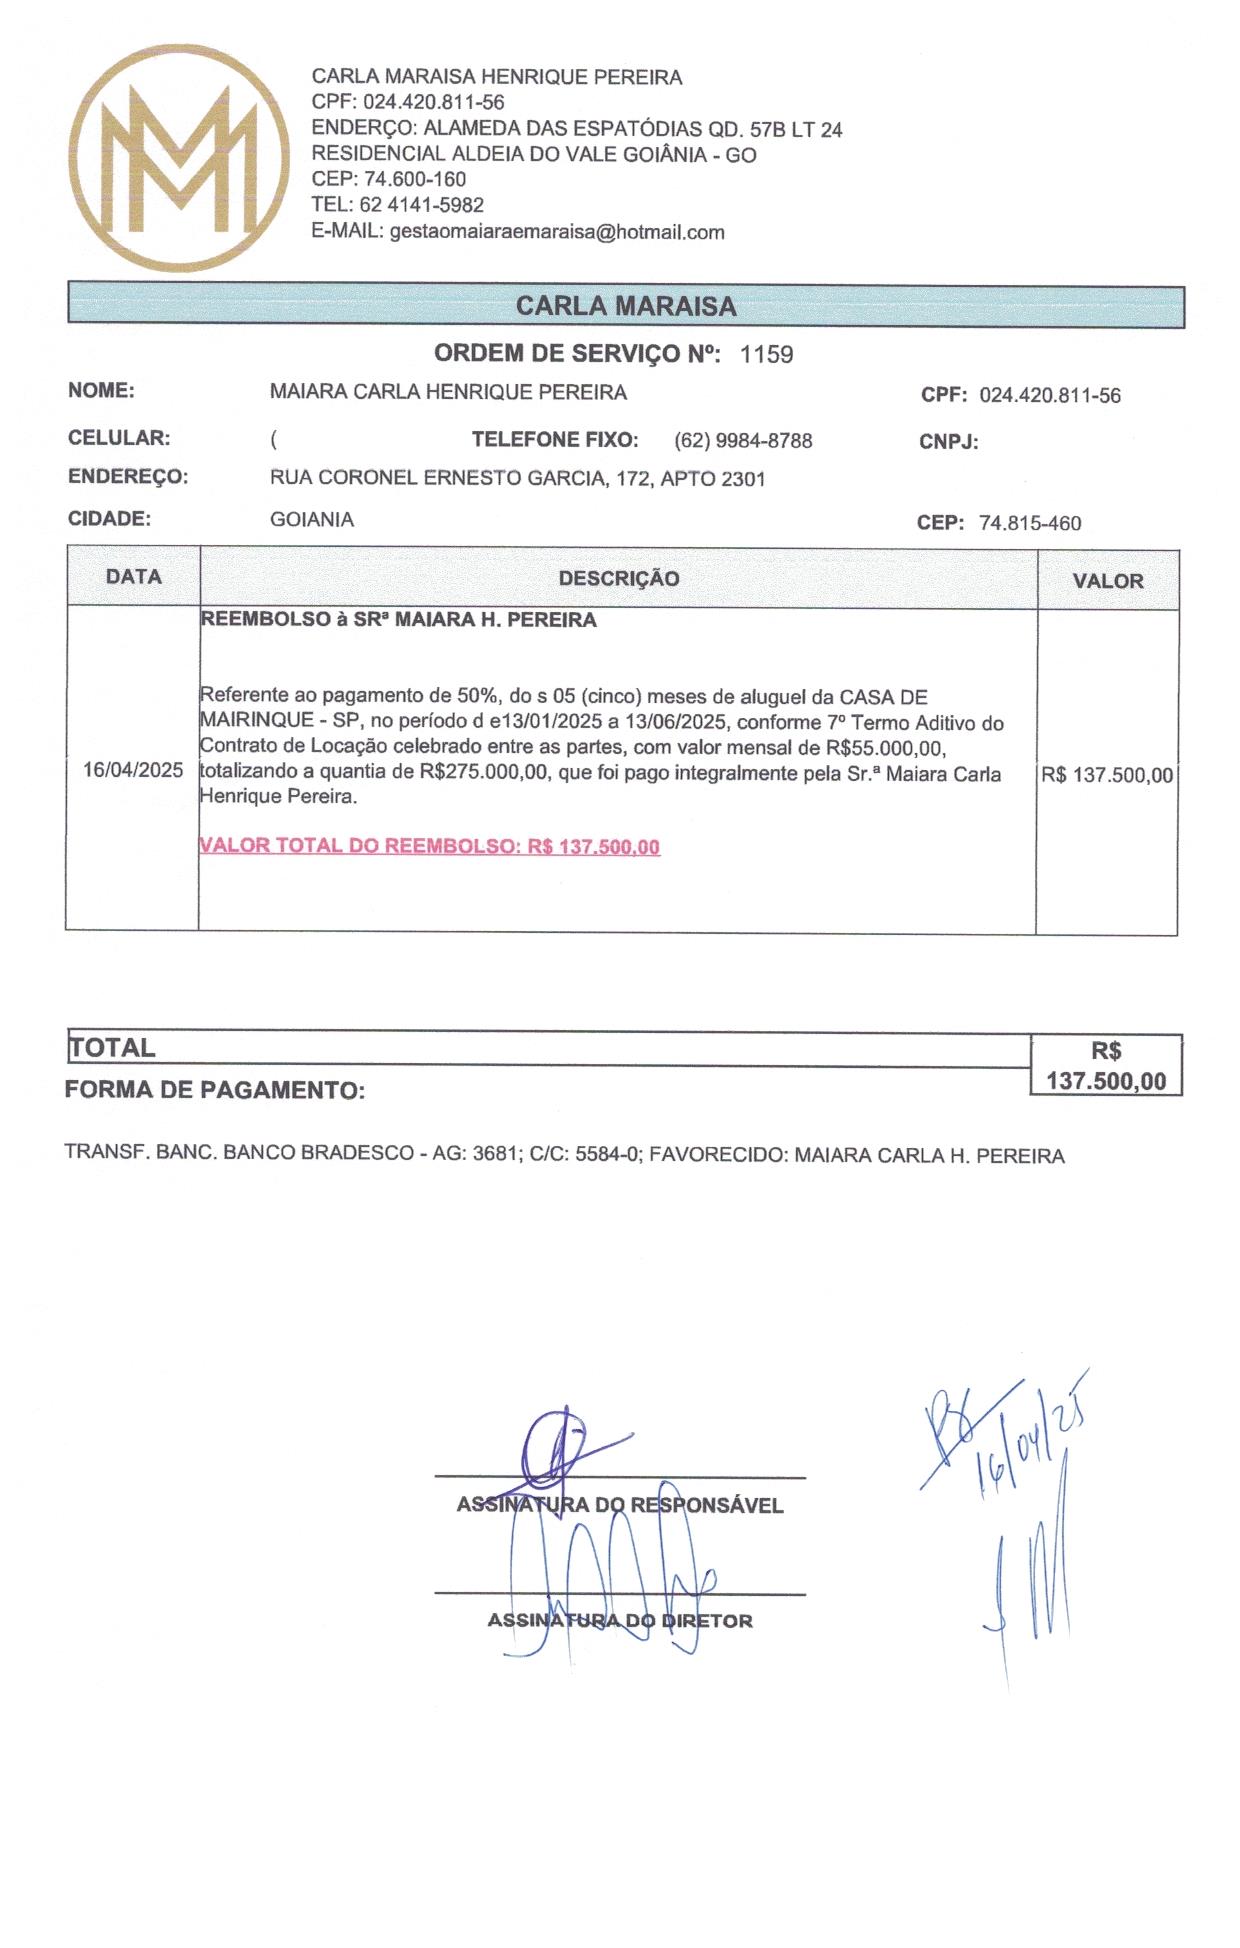 MM
CARLA MARAISA HENRIQUE PEREIRA
CPF: 024.420.811-56
ENDERÇO: ALAMEDA DAS ESPATÓDIAS QD. 57B LT 24
RESIDENCIAL ALDEIA DO VALE GOIÂNIA - GO
CEP: 74.600-160
TEL: 62 4141-5982
E-MAIL: gestaomaiaraemaraisa@hotmail.com
CARLA MARAISA
ORDEM DE SERVIÇO Nº: 1159
NOME: MAIARA CARLA HENRIQUE PEREIRA CPF: 024.420.811-56
CELULAR: ( TELEFONE FIXO: (62) 9984-8788 CNPJ:
ENDEREÇO: RUA CORONEL ERNESTO GARCIA, 172, APTO 2301
CIDADE: GOIANIA CEP: 74.815-460
DATA DESCRIÇÃO VALOR
REEMBOLSO à SRª MAIARA H. PEREIRA
Referente ao pagamento de 50%, do s 05 (cinco) meses de aluguel da CASA DE
MAIRINQUE - SP, no período d e13/01/2025 a 13/06/2025, conforme 7º Termo Aditivo do
Contrato de Locação celebrado entre as partes, com valor mensal de R$55.000,00,
16/04/2025 totalizando a quantia de R$275.000,00, que foi pago integralmente pela Sr.ª Maiara Carla R$ 137.500,00
Henrique Pereira.
VALOR TOTAL DO REEMBOLSO: R$ 137.500,00
TOTAL R$
137.500,00
FORMA DE PAGAMENTO:
TRANSF. BANC. BANCO BRADESCO - AG: 3681; C/C: 5584-0; FAVORECIDO: MAIARA CARLA H. PEREIRA
16/04/25
ASSINATURA DO RESPONSÁVEL
ASSINATURA DO DIRETOR